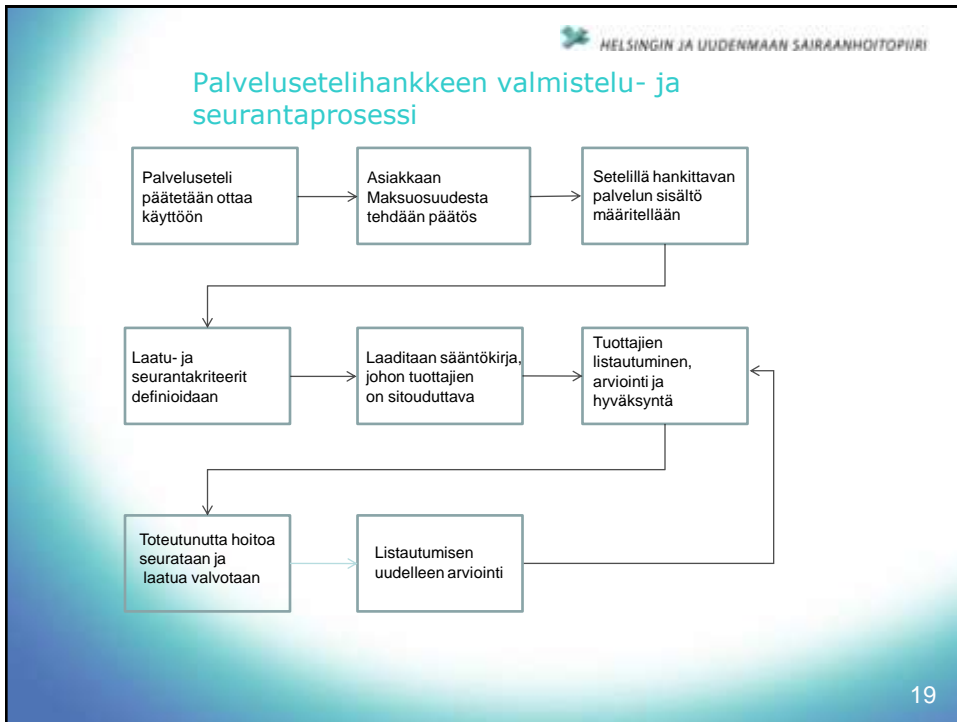 HELSINGIN JA UUDENMAAN SAIRAANHOITOPIIRI
Palvelusetelihankkeen valmistelu- ja
seurantaprosessi
Palveluseteli
päätetään ottaa
käyttöön
Asiakkaan
Maksuosuudesta
tehdään päätös
Setelillä hankittavan
palvelun sisältö
määritellään
Laatu- ja
seurantakriteerit
definioidaan
Laaditaan sääntökirja,
johon tuottajien
on sitouduttava
Tuottajien
listautuminen,
arviointi ja
hyväksyntä
Toteutunutta hoitoa
seurataan ja
laatua valvotaan
Listautumisen
uudelleen arviointi
19